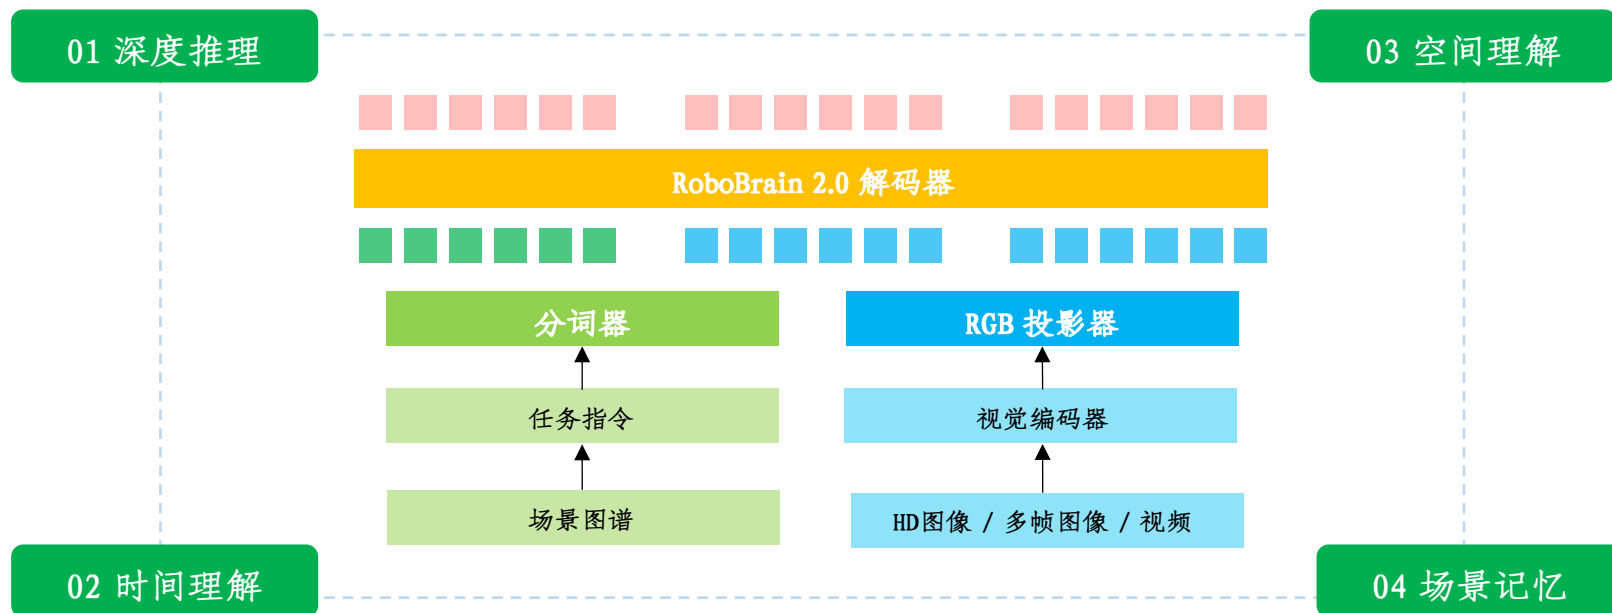 01 深度推理
03 空间理解
RoboBrain 2.0 解码器
分词器
RGB 投影器
任务指令
视觉编码器
场景图谱
HD图像 / 多帧图像 / 视频
02 时间理解
04 场景记忆